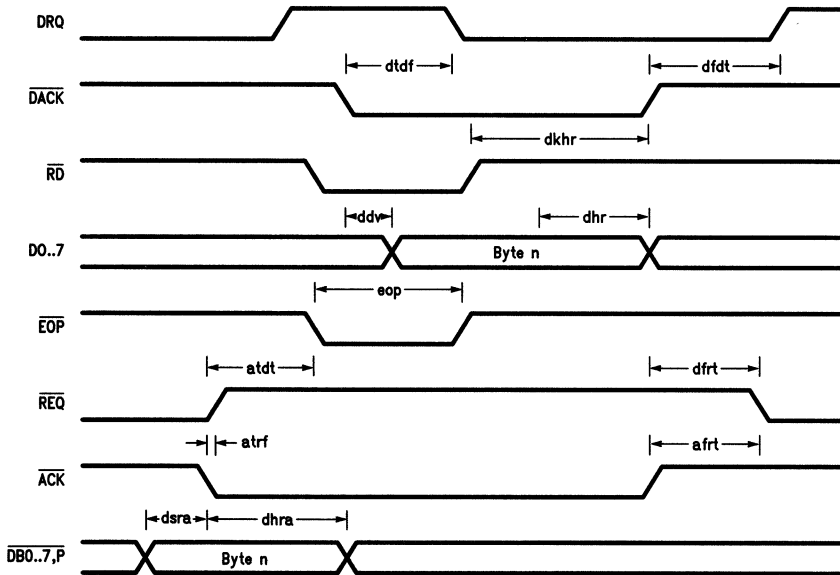 DRQ
dtdf
dfdt
DACK
dkhr
RD
ddv
dhr
DO..7
Byte n
eop
EOP
atdt
dfrt
REQ
atrf
afrt
ACK
dsra
dhra
DB0..7,P
Byte n